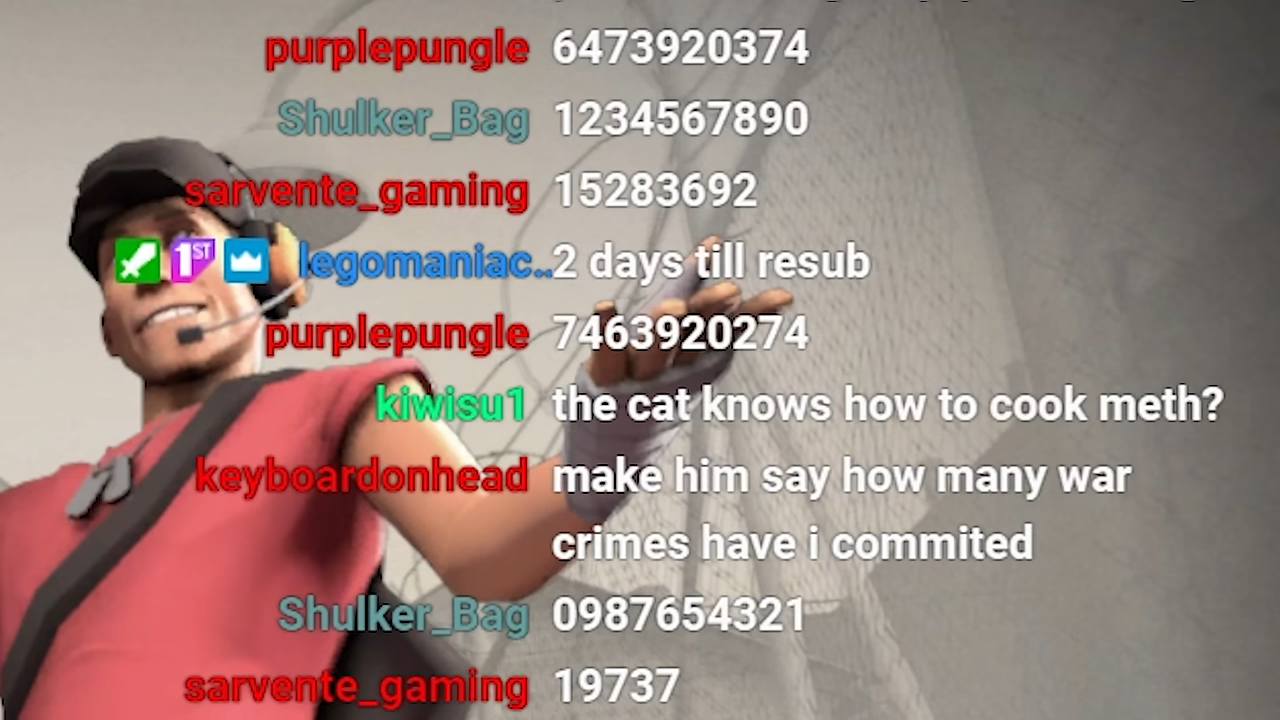 purplepungle 6473920374
Shulker_Bag 1234567890
sarvente_gaming 15283692
1ST legomaniac.. 2 days till resub
purplepungle 7463920274
kiwisu1 the cat knows how to cook meth?
keyboardonhead make him say how many war
crimes have i commited
Shulker_Bag 0987654321
sarvente_gaming 19737